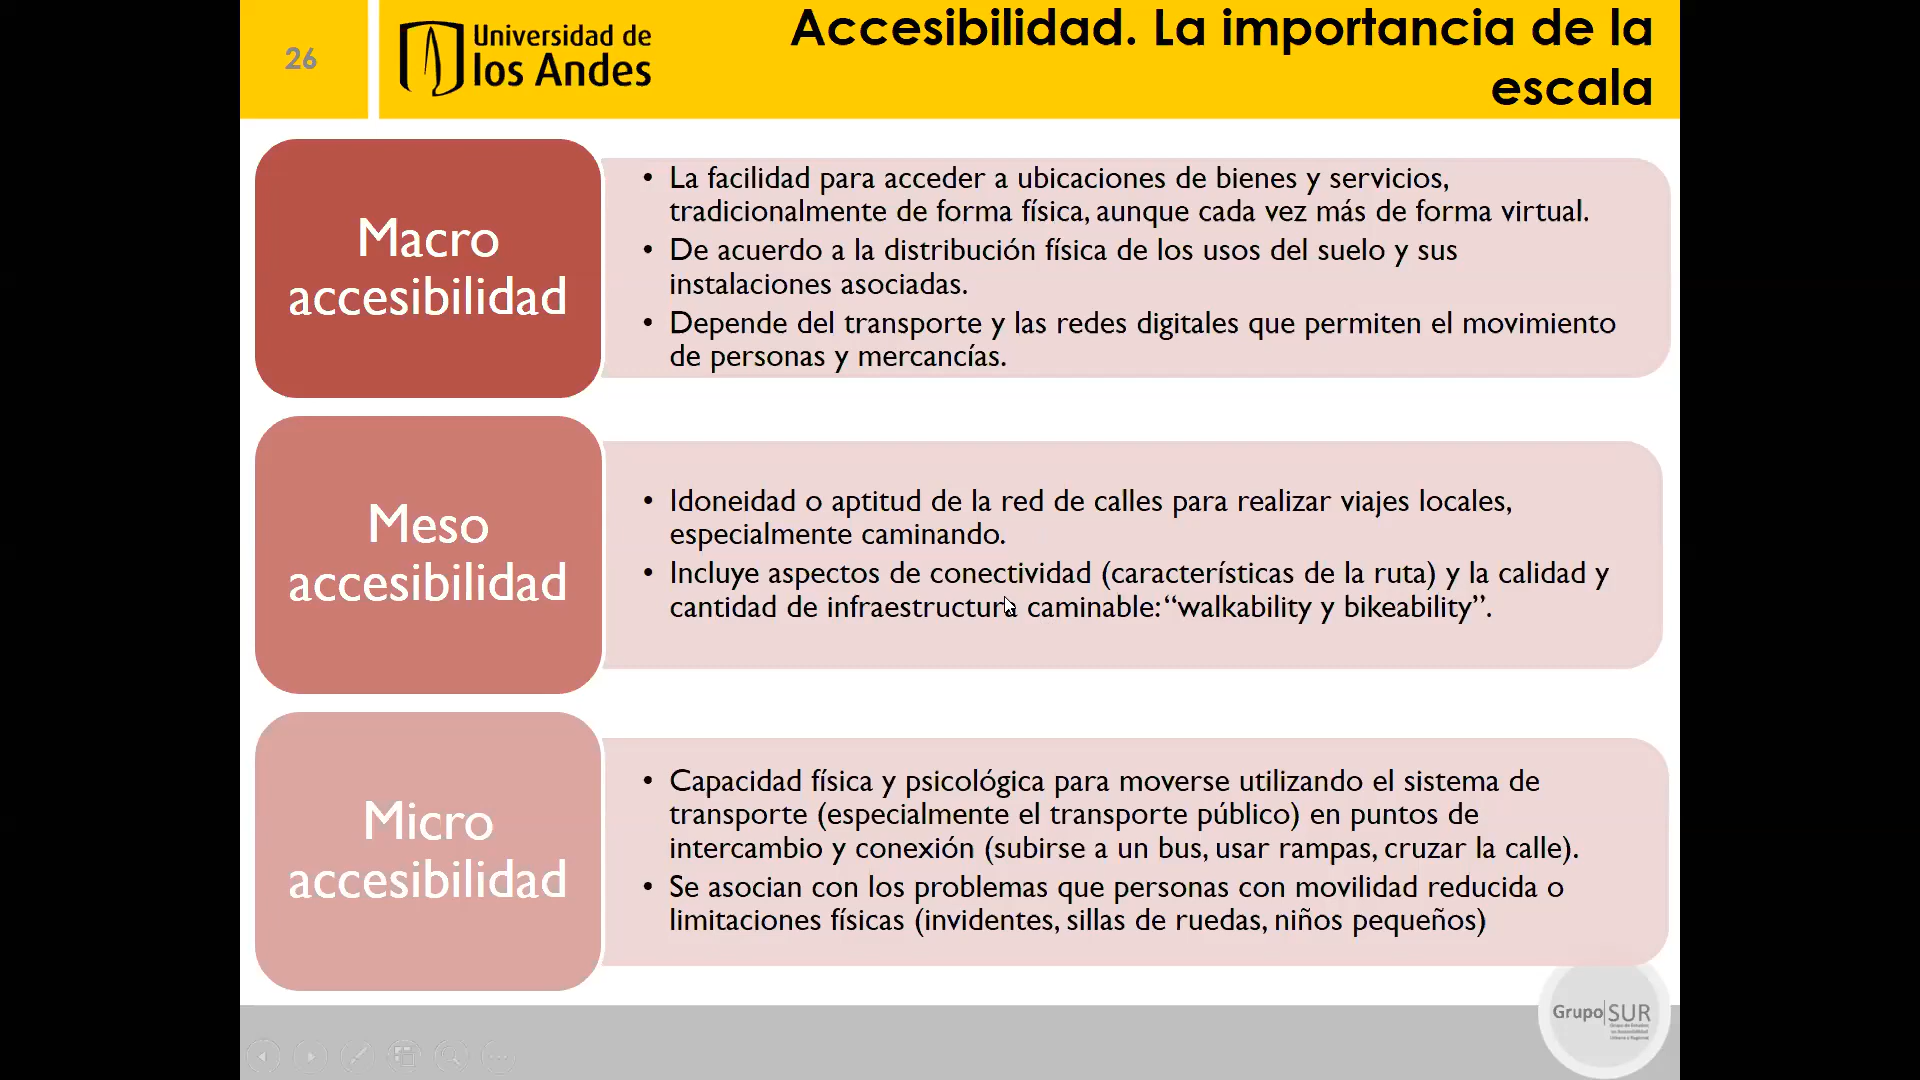 26
Universidad de
los Andes
Accesibilidad. La importancia de la
escala
Macro
accesibilidad
• La facilidad para acceder a ubicaciones de bienes y servicios,
tradicionalmente de forma física, aunque cada vez más de forma virtual.
• De acuerdo a la distribución física de los usos del suelo y sus
instalaciones asociadas.
• Depende del transporte y las redes digitales que permiten el movimiento
de personas y mercancías.
Meso
accesibilidad
• Idoneidad o aptitud de la red de calles para realizar viajes locales,
especialmente caminando.
• Incluye aspectos de conectividad (características de la ruta) y la calidad y
cantidad de infraestructura caminable: “walkability y bikeability”.
Micro
accesibilidad
• Capacidad física y psicológica para moverse utilizando el sistema de
transporte (especialmente el transporte público) en puntos de
intercambio y conexión (subirse a un bus, usar rampas, cruzar la calle).
• Se asocian con los problemas que personas con movilidad reducida o
limitaciones físicas (invidentes, sillas de ruedas, niños pequeños)
Grupo|SUR